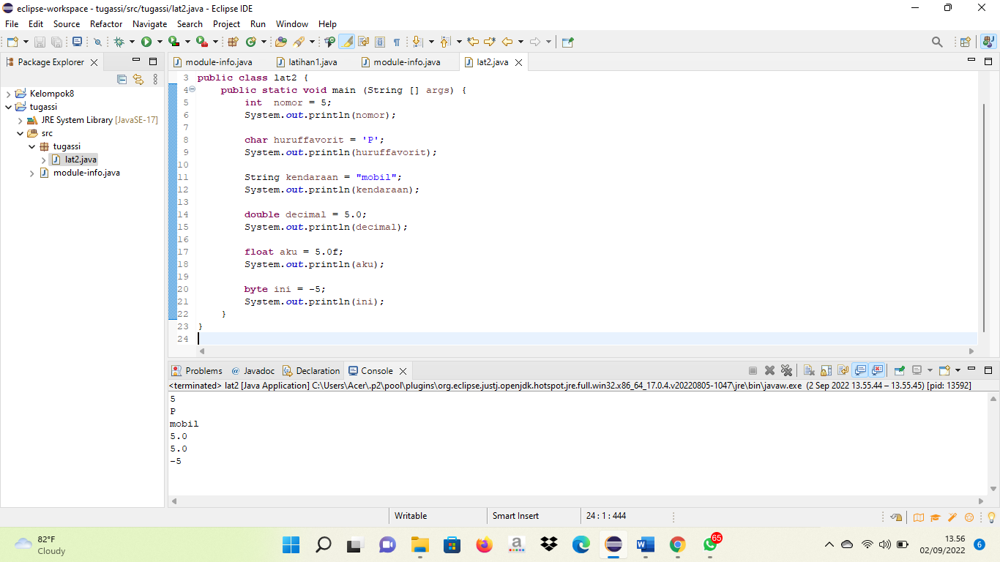 eclipse-workspace - tugassi/src/tugassi/lat2.java - Eclipse IDE
File Edit Source Refactor Navigate Search Project Run Window Help
Package Explorer
module-info.java latihan1.java module-info.java lat2.java
Kelompok8
tugassi
JRE System Library [JavaSE-17]
src
tugassi
lat2.java
module-info.java
3 public class lat2 {
4 public static void main (String [] args) {
5 int  nomor = 5;
6 System.out.println(nomor);
7
8 char huruffavorit = 'P';
9 System.out.println(huruffavorit);
10
11 String kendaraan = "mobil";
12 System.out.println(kendaraan);
13
14 double decimal = 5.0;
15 System.out.println(decimal);
16
17 float aku = 5.0f;
18 System.out.println(aku);
19
20 byte ini = -5;
21 System.out.println(ini);
22 }
23 }
24
Problems @ Javadoc Declaration Console
<terminated> lat2 [Java Application] C:\Users\Acer\.p2\pool\plugins\org.eclipse.justj.openjdk.hotspot.jre.full.win32.x86_64_17.0.4.v20220805-1047\jre\bin\javaw.exe (2 Sep 2022 13.55.44 – 13.55.45) [pid: 13592]
5
P
mobil
5.0
5.0
-5
Writable Smart Insert 24 : 1 : 444
82°F
Cloudy
a
W
65
13.56
02/09/2022
6